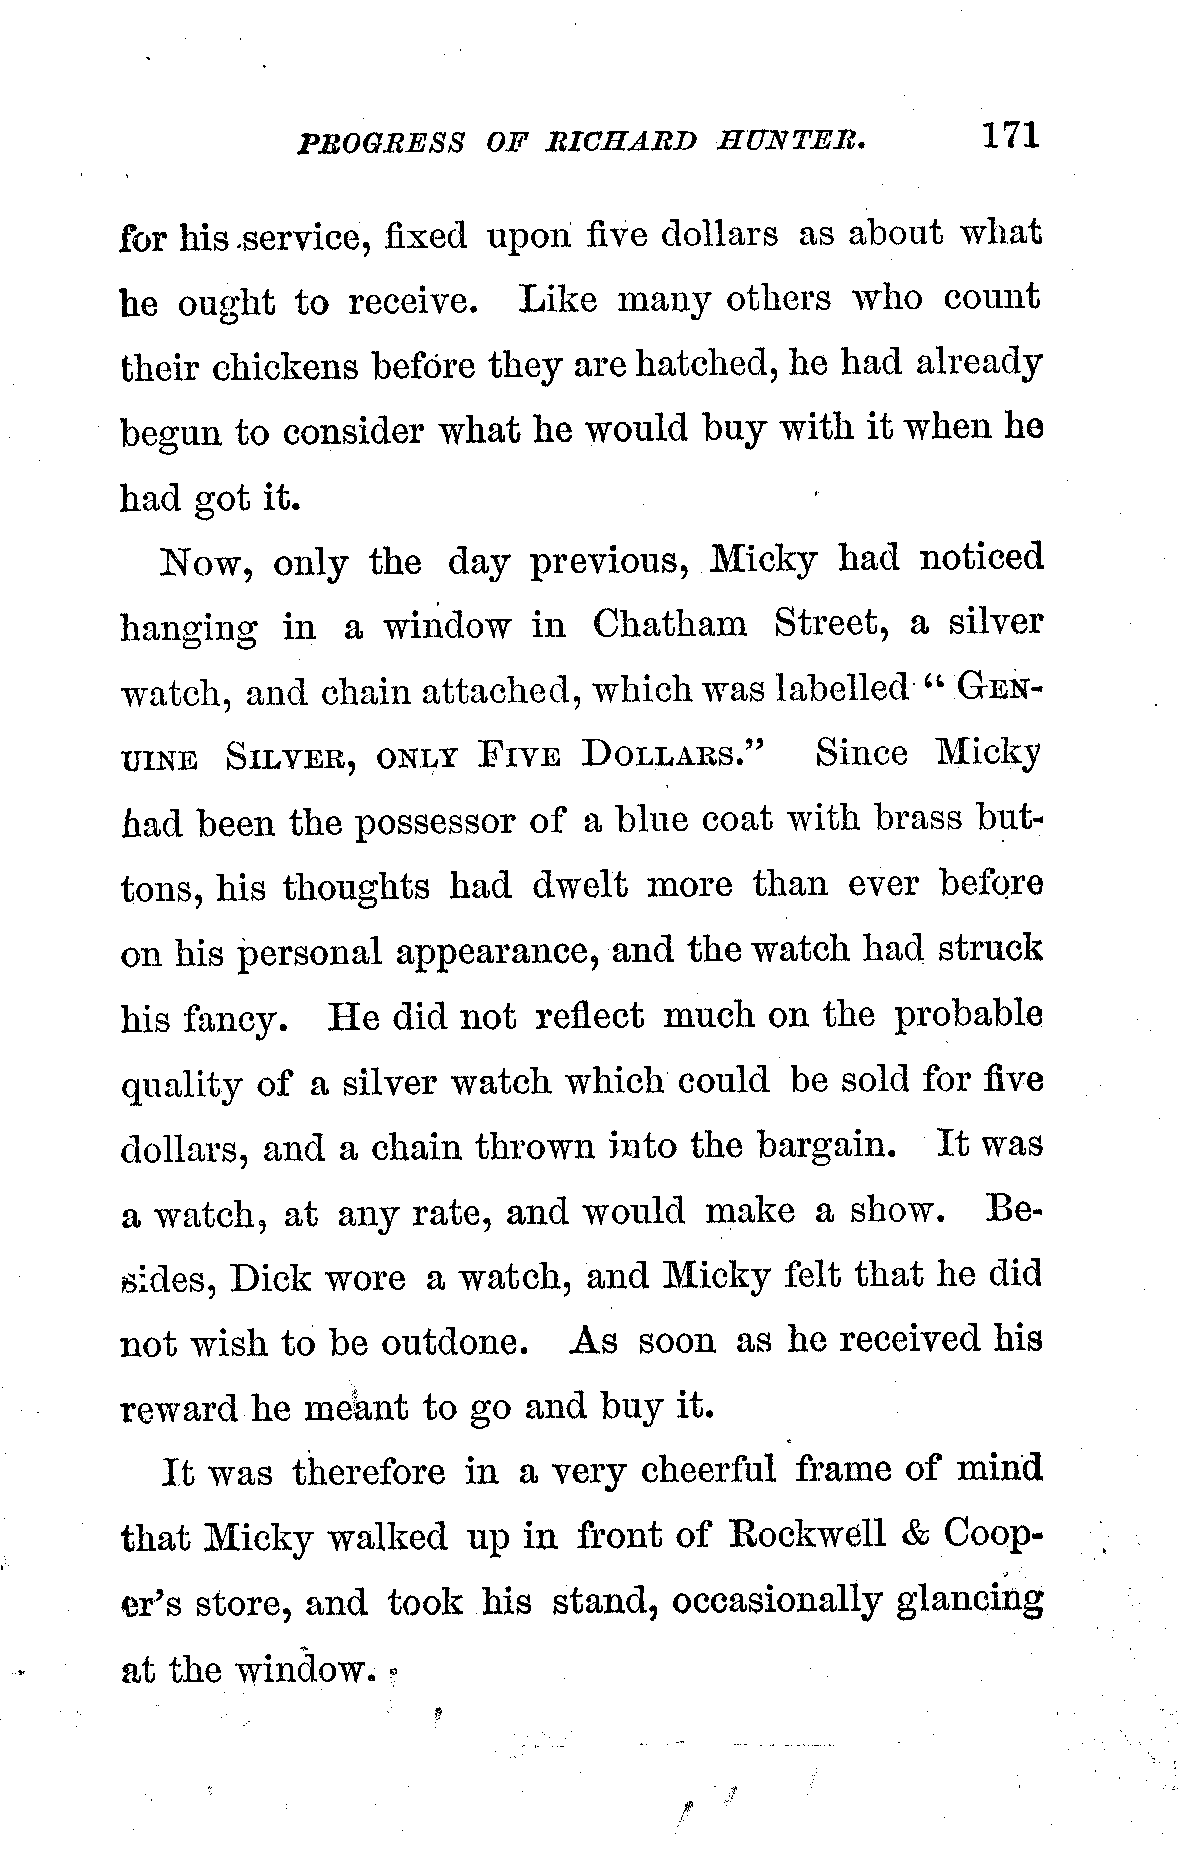 PROGRESS OF RICHARD HUNTER. 171
for his service, fixed upon five dollars as about what
he ought to receive. Like many others who count
their chickens before they are hatched, he had already
begun to consider what he would buy with it when he
had got it.
Now, only the day previous, Micky had noticed
hanging in a window in Chatham Street, a silver
watch, and chain attached, which was labelled “ GEN-
UINE SILVER, ONLY FIVE DOLLARS.” Since Micky
had been the possessor of a blue coat with brass but-
tons, his thoughts had dwelt more than ever before
on his personal appearance, and the watch had struck
his fancy. He did not reflect much on the probable
quality of a silver watch which could be sold for five
dollars, and a chain thrown into the bargain. It was
a watch, at any rate, and would make a show. Be-
sides, Dick wore a watch, and Micky felt that he did
not wish to be outdone. As soon as he received his
reward he meant to go and buy it.
It was therefore in a very cheerful frame of mind
that Micky walked up in front of Rockwell & Coop-
er’s store, and took his stand, occasionally glancing
at the window.